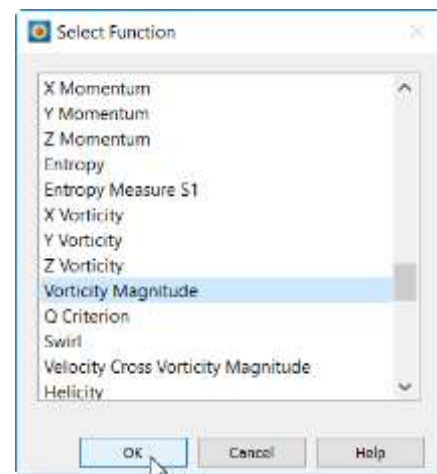 Select Function
X Momentum
Y Momentum
Z Momentum
Entropy
Entropy Measure S1
X Vorticity
Y Vorticity
Z Vorticity
Vorticity Magnitude
Q Criterion
Swirl
Velocity Cross Vorticity Magnitude
Helicity
OK Cancel Help